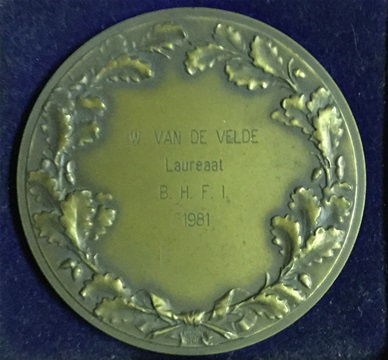 W. VAN DE VELDE
Laureaat
B. H. F. I.
1981